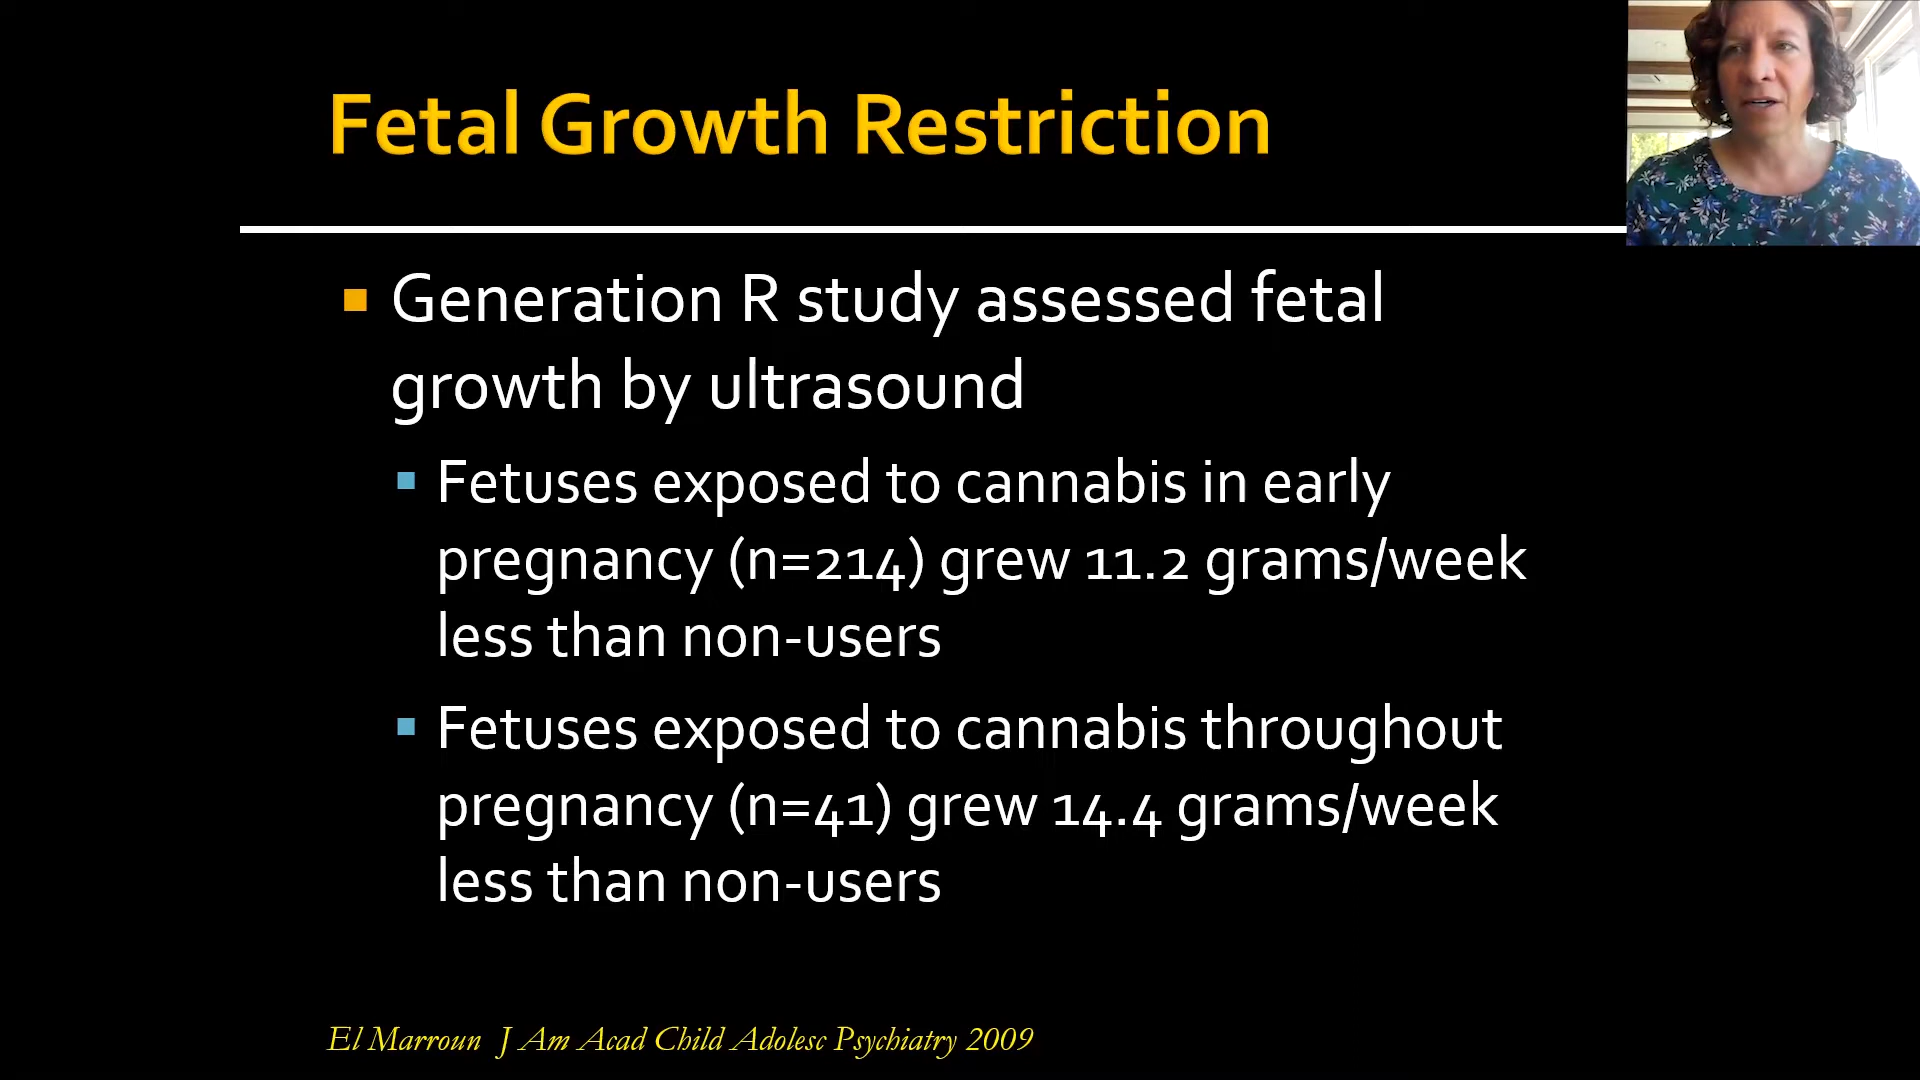 Fetal Growth Restriction
Generation R study assessed fetal
growth by ultrasound
Fetuses exposed to cannabis in early
pregnancy (n=214) grew 11.2 grams/week
less than non-users
Fetuses exposed to cannabis throughout
pregnancy (n=41) grew 14.4 grams/week
less than non-users
El Marroun J Am Acad Child Adolesc Psychiatry 2009